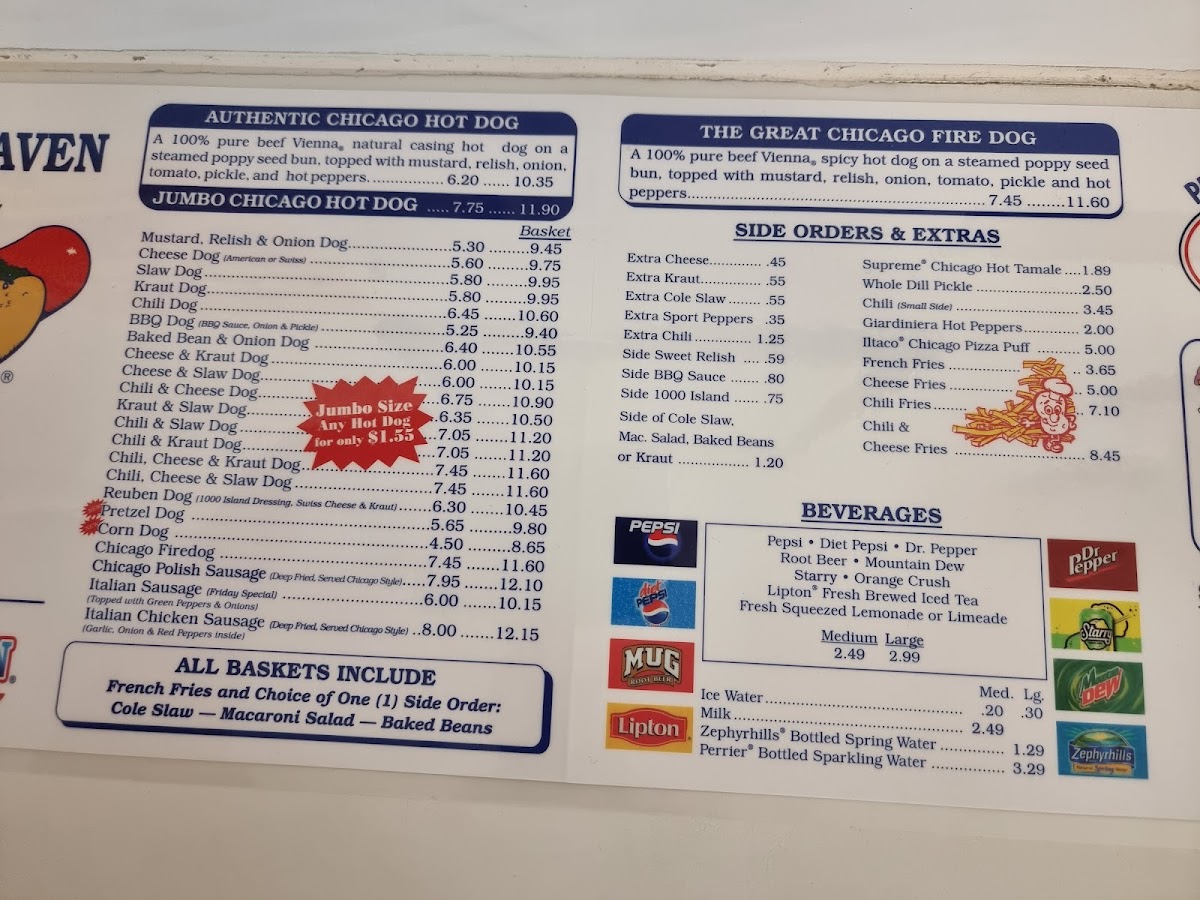 AVEN
®
AUTHENTIC CHICAGO HOT DOG
A 100% pure beef Vienna® natural casing hot dog on a
steamed poppy seed bun, topped with mustard, relish, onion,
tomato, pickle, and hot peppers. ................ 6.20 ...... 10.35
JUMBO CHICAGO HOT DOG ..... 7.75 ...... 11.90
Basket
Mustard, Relish & Onion Dog....................5.30 ........9.45
Cheese Dog (American or Swiss) ....................5.60 ........9.75
Slaw Dog....................5.80 ........9.95
Kraut Dog....................5.80 ........9.95
Chili Dog....................6.45 ......10.60
BBQ Dog (BBQ Sauce, Onion & Pickle)....................5.25 ........9.40
Baked Bean & Onion Dog ....................6.40 ......10.55
Cheese & Kraut Dog....................6.00 ......10.15
Cheese & Slaw Dog....................6.00 ......10.15
Chili & Cheese Dog....................6.75 ......10.90
Kraut & Slaw Dog....................6.35 ......10.50
Chili & Slaw Dog....................7.05 ......11.20
Chili & Kraut Dog....................7.05 ......11.20
Chili, Cheese & Kraut Dog....................7.45 ......11.60
Chili, Cheese & Slaw Dog ....................7.45 ......11.60
Reuben Dog (1000 Island Dressing, Swiss Cheese & Kraut).......6.30 ......10.45
Pretzel Dog ....................5.65 ........9.80
Corn Dog ....................4.50 ........8.65
Chicago Firedog ....................7.45 ......11.60
Chicago Polish Sausage (Deep Fried, Served Chicago Style).....7.95 ......12.10
Italian Sausage (Friday Special) ....................6.00 ......10.15
(Topped with Green Peppers & Onions)
Italian Chicken Sausage (Deep Fried, Served Chicago Style) ..8.00 .......12.15
(Garlic, Onion & Red Peppers inside)
Jumbo Size
Any Hot Dog
for only $1.55
ALL BASKETS INCLUDE
French Fries and Choice of One (1) Side Order:
Cole Slaw — Macaroni Salad — Baked Beans
THE GREAT CHICAGO FIRE DOG
A 100% pure beef Vienna® spicy hot dog on a steamed poppy seed
bun, topped with mustard, relish, onion, tomato, pickle and hot
peppers....................7.45 ........11.60
SIDE ORDERS & EXTRAS
Extra Cheese............ .45
Extra Kraut............ .55
Extra Cole Slaw ........ .55
Extra Sport Peppers .35
Extra Chili ............ 1.25
Side Sweet Relish .... .59
Side BBQ Sauce ...... .80
Side 1000 Island ...... .75
Side of Cole Slaw,
Mac. Salad, Baked Beans
or Kraut ................ 1.20
Supreme® Chicago Hot Tamale ....1.89
Whole Dill Pickle ....................2.50
Chili (Small Side) .................... 3.45
Giardiniera Hot Peppers............ 2.00
Iltaco® Chicago Pizza Puff ........ 5.00
French Fries .................... 3.65
Cheese Fries .................... 5.00
Chili Fries.................... 7.10
Chili &
Cheese Fries .................... 8.45
BEVERAGES
Pepsi • Diet Pepsi • Dr. Pepper
Root Beer • Mountain Dew
Starry • Orange Crush
Lipton® Fresh Brewed Iced Tea
Fresh Squeezed Lemonade or Limeade
Medium Large
2.49 2.99
Med. Lg.
Ice Water.................... .20 .30
Milk.................... 2.49
Zephyrhills® Bottled Spring Water ............ 1.29
Perrier® Bottled Sparkling Water ............ 3.29
PEPSI
diet PEPSI
MUG
ROOT BEER
Lipton
Dr Pepper
Starry
Mtn DEW
Zephyrhills